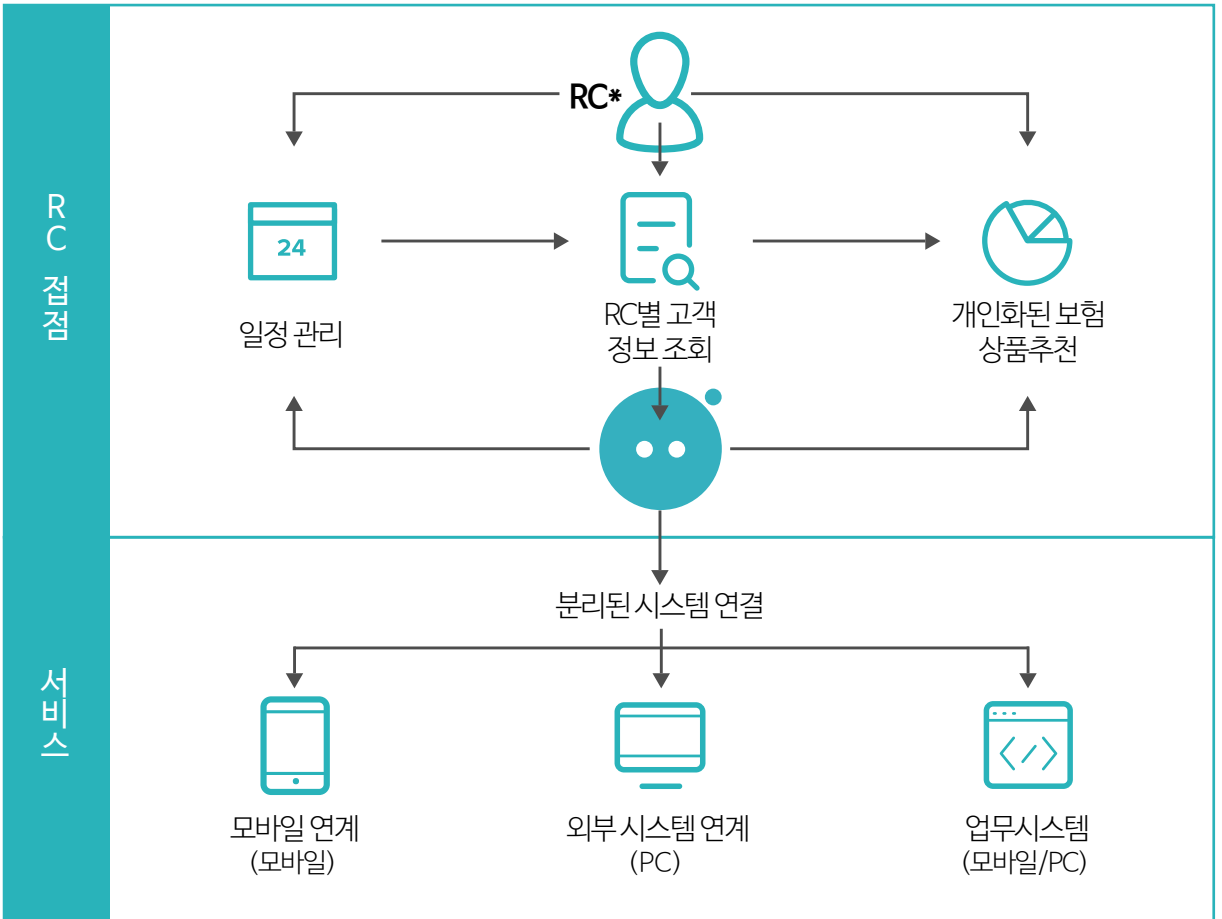 RC 접점
RC*
24
일정 관리
RC별 고객
정보 조회
개인화된 보험
상품추천
서비스
분리된 시스템 연결
모바일 연계
(모바일)
외부 시스템 연계
(PC)
업무시스템
(모바일/PC)